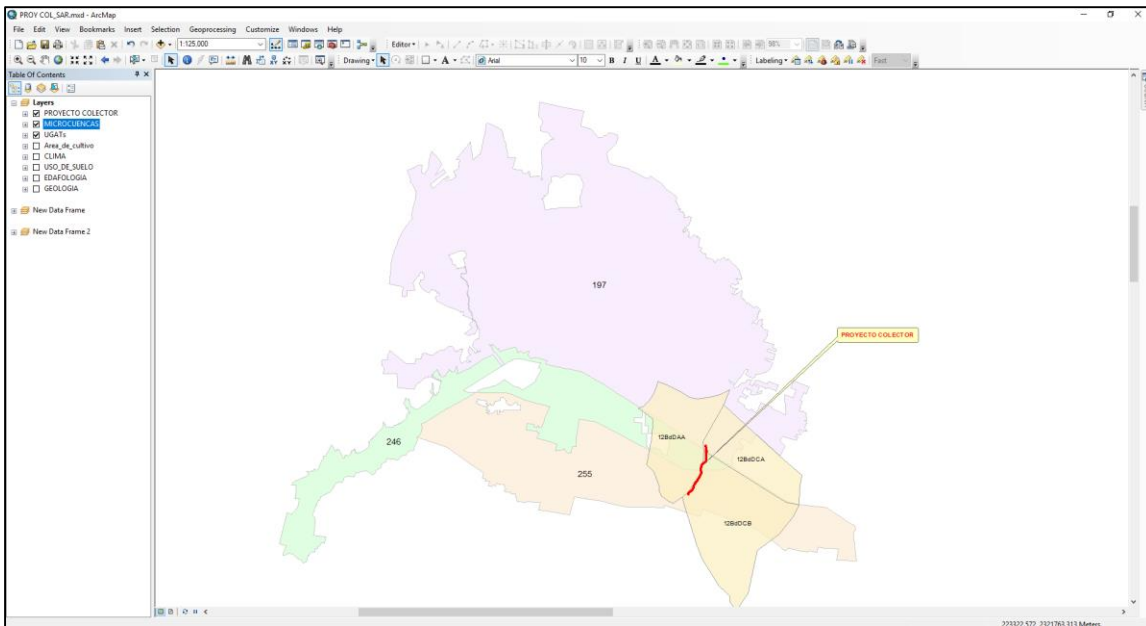 PROY COL_SAR.mxd - ArcMap
File Edit View Bookmarks Insert Selection Geoprocessing Customize Windows Help
1:125,000 Editor 98%
Drawing Arial 10 B I U A Labeling Fast
Table Of Contents
Layers
PROYECTO COLECTOR
MICROCUENCAS
UGATs
Area_de_cultivo
CLIMA
USO_DE_SUELO
EDAFOLOGIA
GEOLOGIA
New Data Frame
New Data Frame 2
197
PROYECTO COLECTOR
246
255
12BdDAA
12BdDCA
12BdDCB
223322.572 2321763.313 Meters